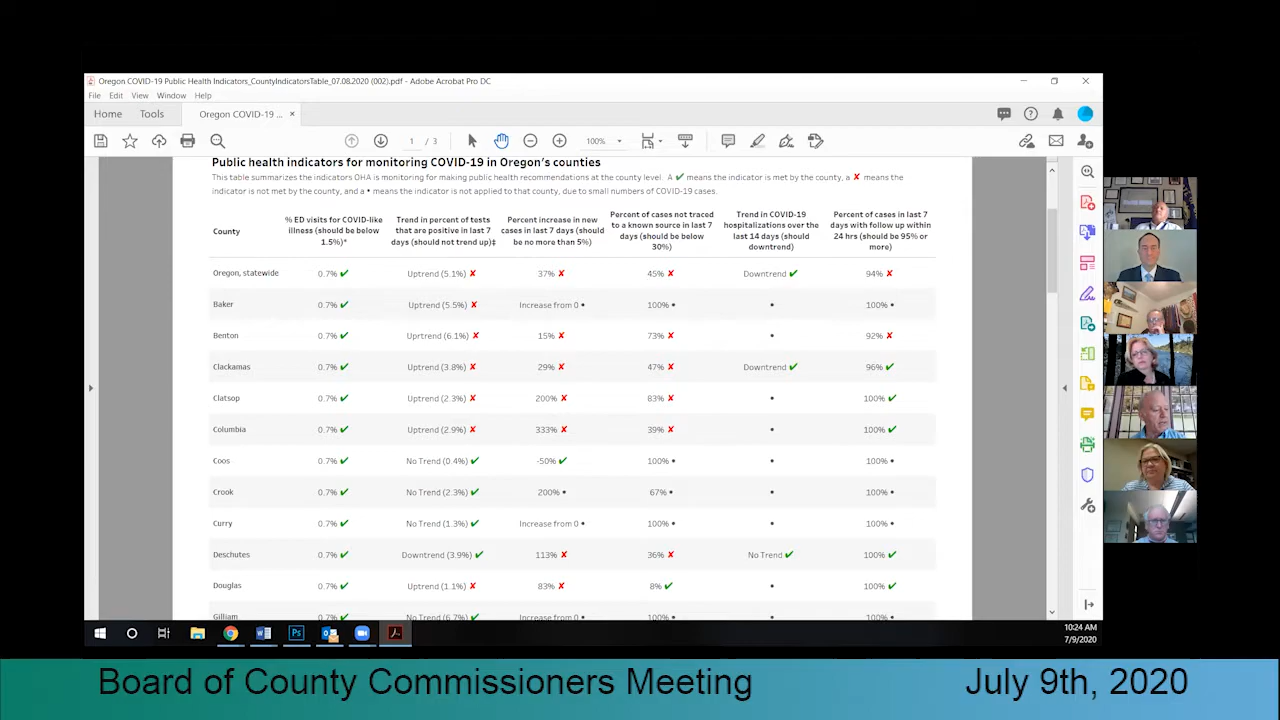 Oregon COVID-19 Public Health Indicators_CountyIndicatorsTable_07.08.2020 (002).pdf - Adobe Acrobat Pro DC
File Edit View Window Help
Home Tools Oregon COVID-19 ... ×
1 / 3 100%
Public health indicators for monitoring COVID-19 in Oregon's counties
This table summarizes the indicators OHA is monitoring for making public health recommendations at the county level. A ✔ means the indicator is met by the county, a ✘ means the
indicator is not met by the county, and a • means the indicator is not applied to that county, due to small numbers of COVID-19 cases.
County
% ED visits for COVID-like
illness (should be below
1.5%)*
Trend in percent of tests
that are positive in last 7
days (should not trend up)‡
Percent increase in new
cases in last 7 days (should
be no more than 5%)
Percent of cases not traced
to a known source in last 7
days (should be below
30%)
Trend in COVID-19
hospitalizations over the
last 14 days (should
downtrend)
Percent of cases in last 7
days with follow up within
24 hrs (should be 95% or
more)
Oregon, statewide 0.7% ✔ Uptrend (5.1%) ✘ 37% ✘ 45% ✘ Downtrend ✔ 94% ✘
Baker 0.7% ✔ Uptrend (5.5%) ✘ Increase from 0 • 100% • • 100% •
Benton 0.7% ✔ Uprtrend (6.1%) ✘ 15% ✘ 73% ✘ • 92% ✘
Clackamas 0.7% ✔ Uptrend (3.8%) ✘ 29% ✘ 47% ✘ Downtrend ✔ 96% ✔
Clatsop 0.7% ✔ Uptrend (2.3%) ✘ 200% ✘ 83% ✘ • 100% ✔
Columbia 0.7% ✔ Uptrend (2.9%) ✘ 333% ✘ 39% ✘ • 100% ✔
Coos 0.7% ✔ No Trend (0.4%) ✔ -50% ✔ 100% • • 100% •
Crook 0.7% ✔ No Trend (2.3%) ✔ 200% • 67% • • 100% •
Curry 0.7% ✔ No Trend (1.3%) ✔ Increase from 0 • 100% • • 100% •
Deschutes 0.7% ✔ Downtrend (3.9%) ✔ 113% ✘ 36% ✘ No Trend ✔ 100% ✔
Douglas 0.7% ✔ Uptrend (1.1%) ✘ 83% ✘ 8% ✔ • 100% ✔
Gilliam 0.7% ✔ No Trend (6.7%) ✔ Increase from 0 • 100% • • 100% •
10:24 AM
7/9/2020
Board of County Commissioners Meeting July 9th, 2020